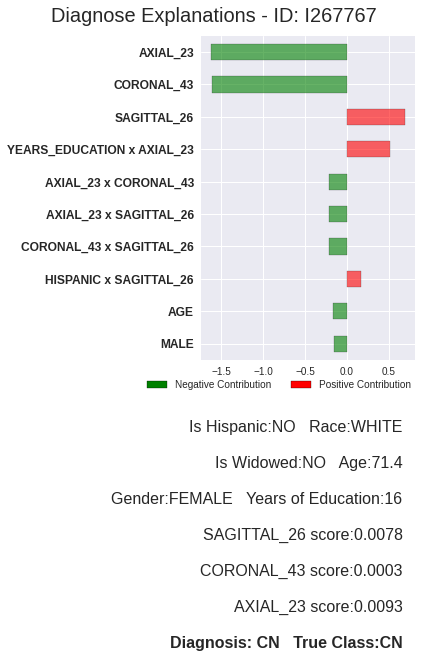 Diagnose Explanations - ID: I267767
AXIAL_23
CORONAL_43
SAGITTAL_26
YEARS_EDUCATION x AXIAL_23
AXIAL_23 x CORONAL_43
AXIAL_23 x SAGITTAL_26
CORONAL_43 x SAGITTAL_26
HISPANIC x SAGITTAL_26
AGE
MALE
−1.5 −1.0 −0.5 0.0 0.5
Negative Contribution Positive Contribution
Is Hispanic:NO Race:WHITE
Is Widowed:NO Age:71.4
Gender:FEMALE Years of Education:16
SAGITTAL_26 score:0.0078
CORONAL_43 score:0.0003
AXIAL_23 score:0.0093
Diagnosis: CN True Class:CN